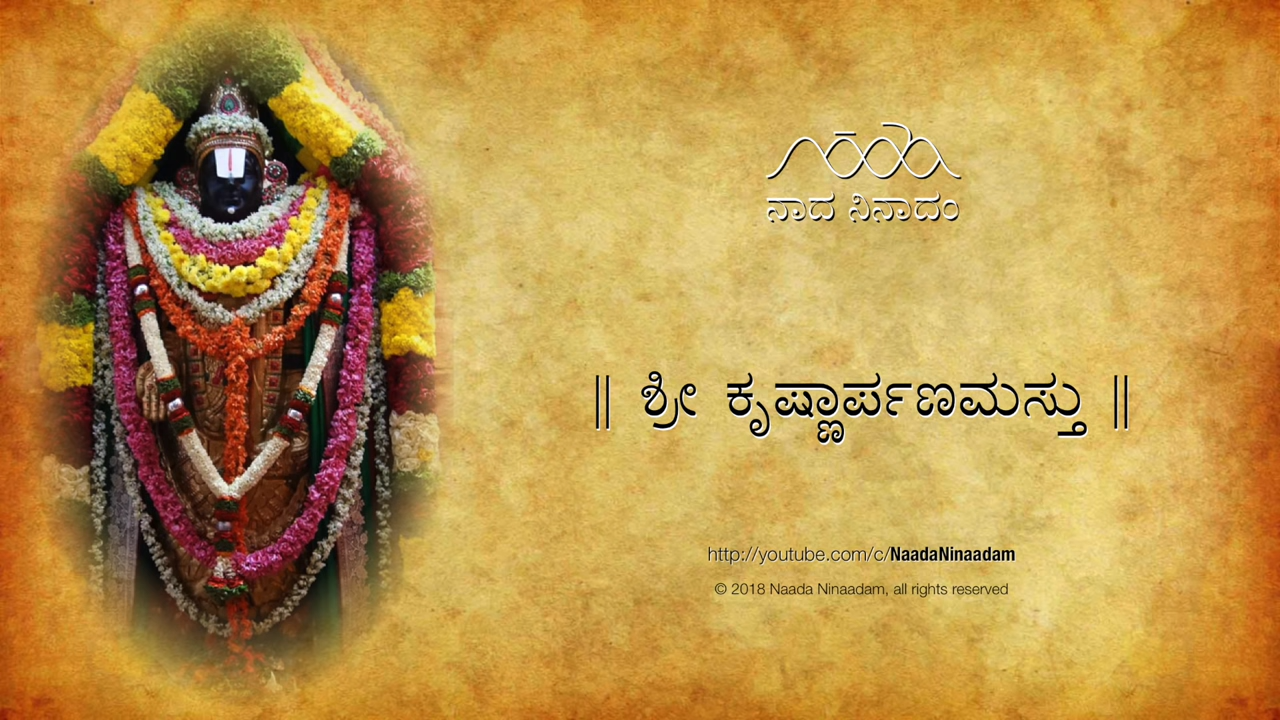 ನಾದ ನಿನಾದಂ
|| ಶ್ರೀ ಕೃಷ್ಣಾರ್ಪಣಮಸ್ತು ||
http://youtube.com/c/NaadaNinaadam
© 2018 Naada Ninaadam, all rights reserved